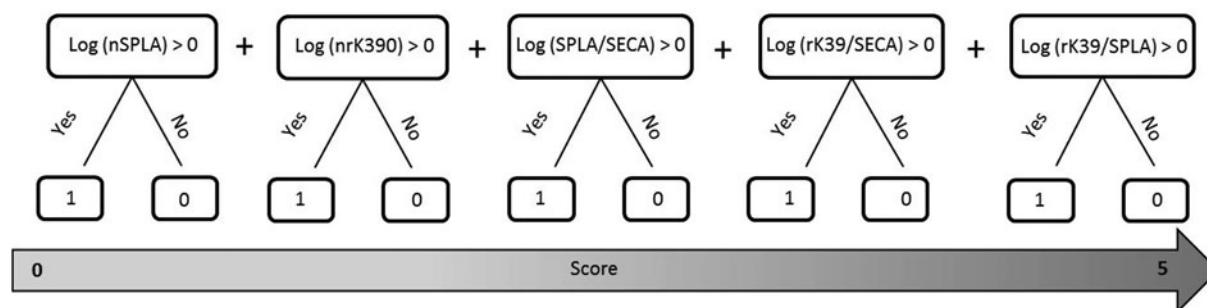 Log (nSPLA) > 0 + Log (nrK390) > 0 + Log (SPLA/SECA) > 0 + Log (rK39/SECA) > 0 + Log (rK39/SPLA) > 0
Yes No Yes No Yes No Yes No Yes No
1 0 1 0 1 0 1 0 1 0
0 Score 5